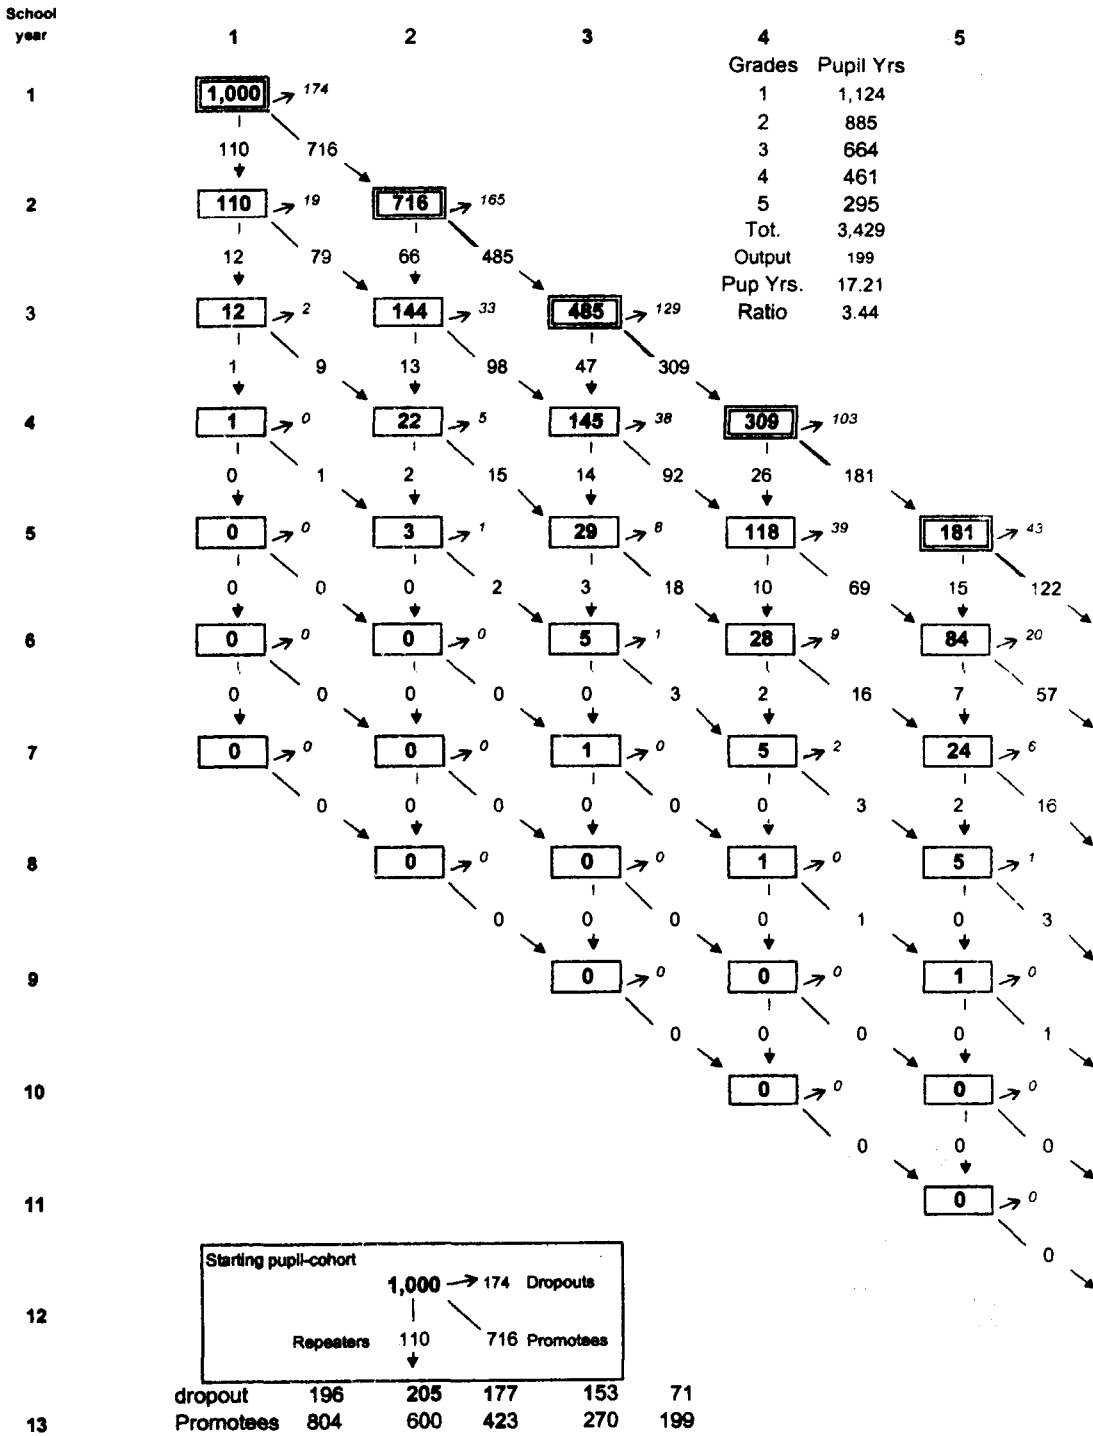 School
year 1 2 3 4 5
Grades Pupil Yrs
1 1,000 174 1 1,124
2 885
110 716 3 664
4 461
2 110 19 716 165 5 295
Tot. 3,429
12 79 66 485 Output 199
Pup Yrs. 17.21
3 12 2 144 33 485 129 Ratio 3.44
1 9 13 98 47 309
4 1 0 22 5 145 38 309 103
0 1 2 15 14 92 26 181
5 0 0 3 1 29 8 118 39 181 43
0 0 0 2 3 18 10 69 15 122
6 0 0 0 0 5 1 28 9 84 20
0 0 0 0 0 3 2 16 7 57
7 0 0 0 0 1 0 5 2 24 6
0 0 0 0 0 0 3 2 16
8 0 0 0 0 1 0 5 1
0 0 0 0 1 0 3
9 0 0 0 0 1 0
0 0 0 0 1
10 0 0 0 0
0 0 0
11 0 0
0
Starting pupil-cohort
1,000 174 Dropouts
12
Repeaters 110 716 Promotees
dropout 196 205 177 153 71
13 Promotees 804 600 423 270 199